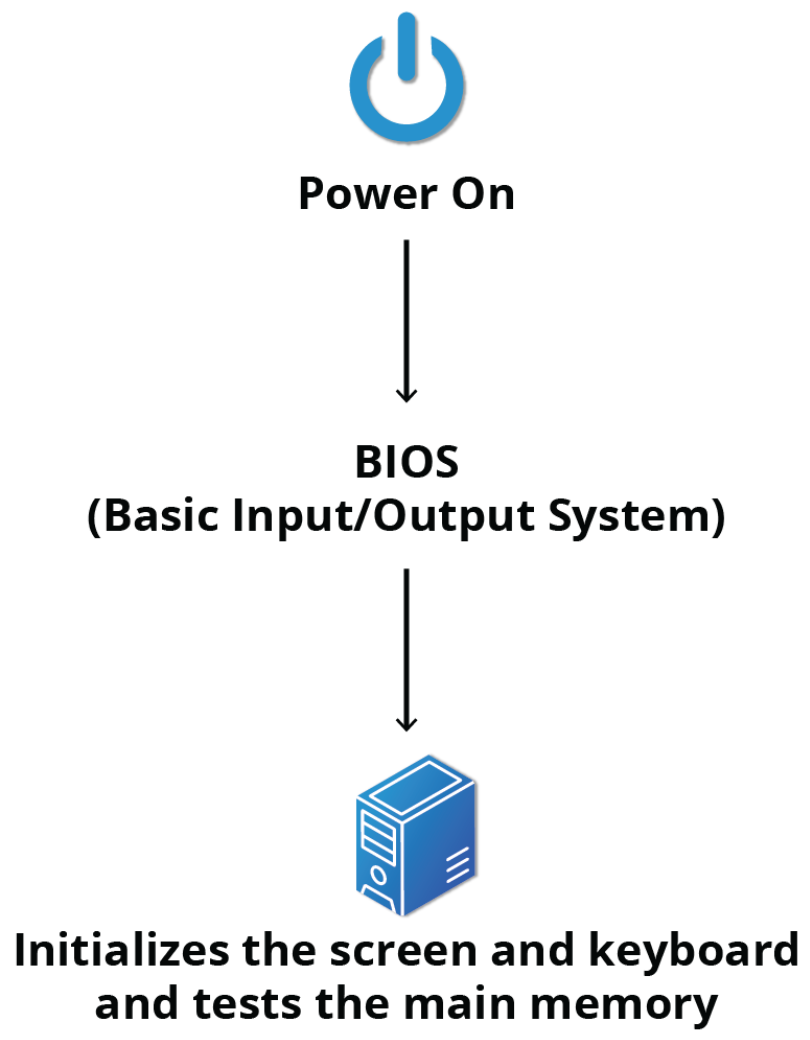 Power On
BIOS
(Basic Input/Output System)
Initializes the screen and keyboard
and tests the main memory